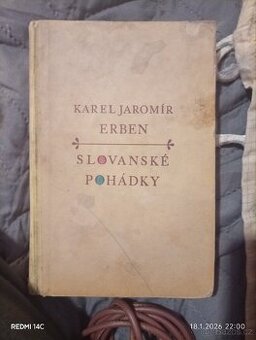 KAREL JAROMÍR
ERBEN
SLOVANSKÉ
POHÁDKY
REDMI 14C
18.1.2026 22:00